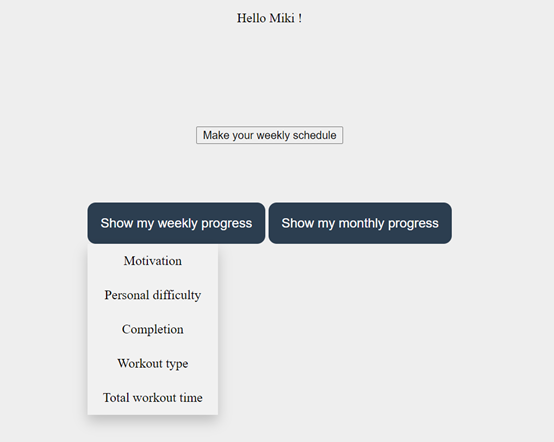 Hello Miki !
Make your weekly schedule
Show my weekly progress Show my monthly progress
Motivation
Personal difficulty
Completion
Workout type
Total workout time